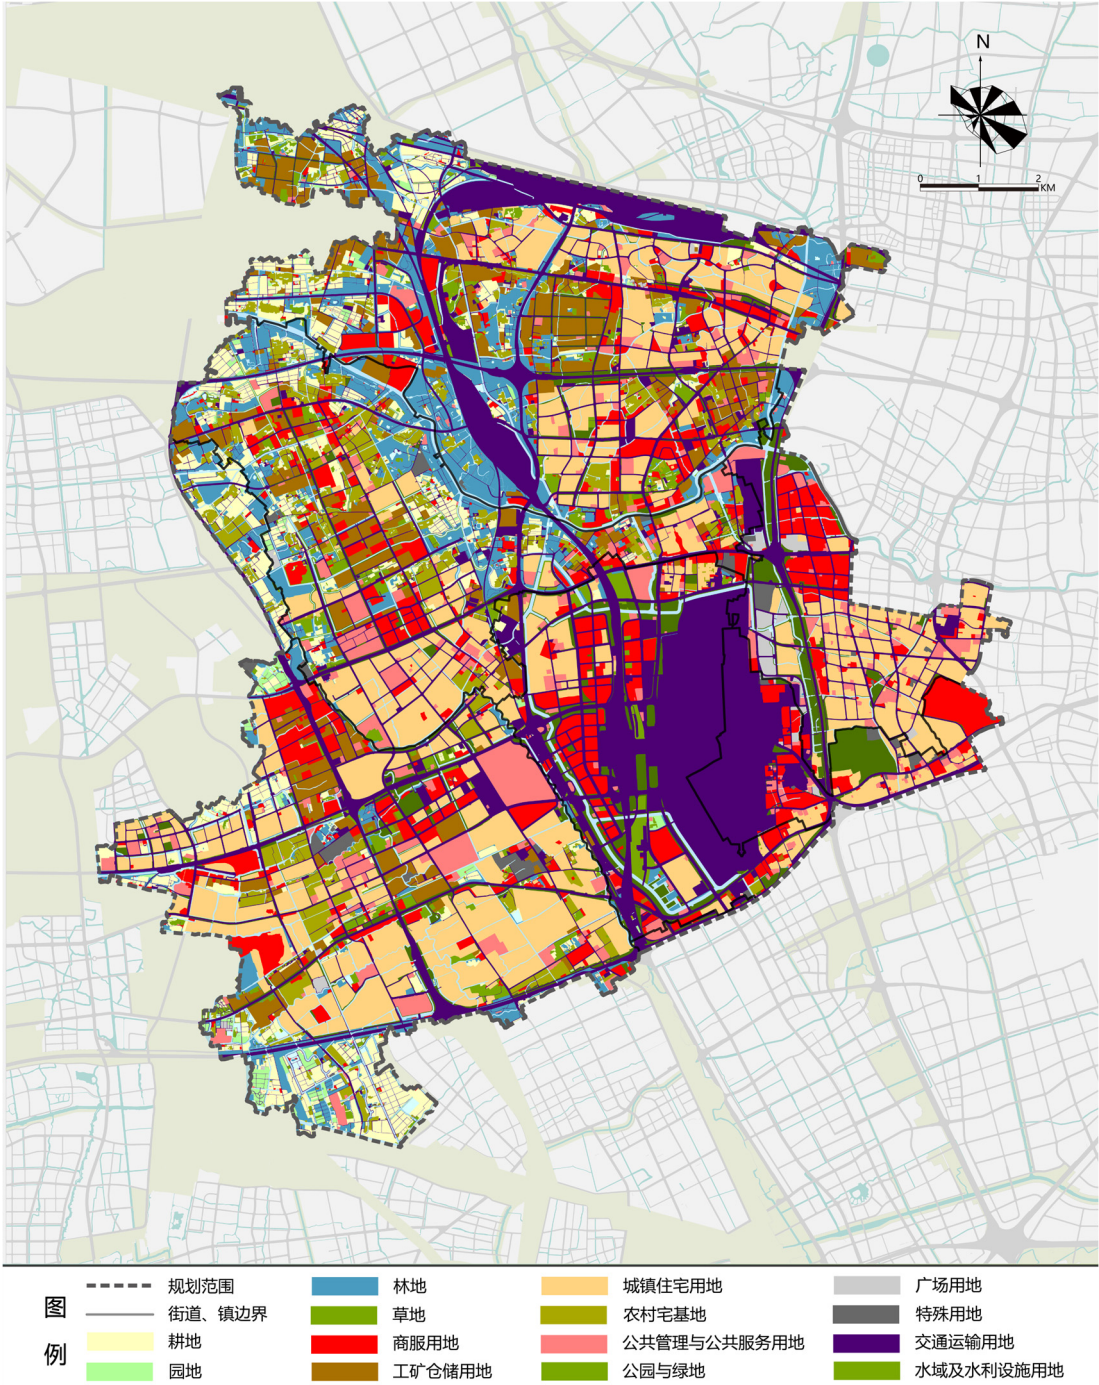 N
0 1 2
KM
图例
规划范围
街道、镇边界
耕地
园地
林地
草地
商服用地
工矿仓储用地
城镇住宅用地
农村宅基地
公共管理与公共服务用地
公园与绿地
广场用地
特殊用地
交通运输用地
水域及水利设施用地